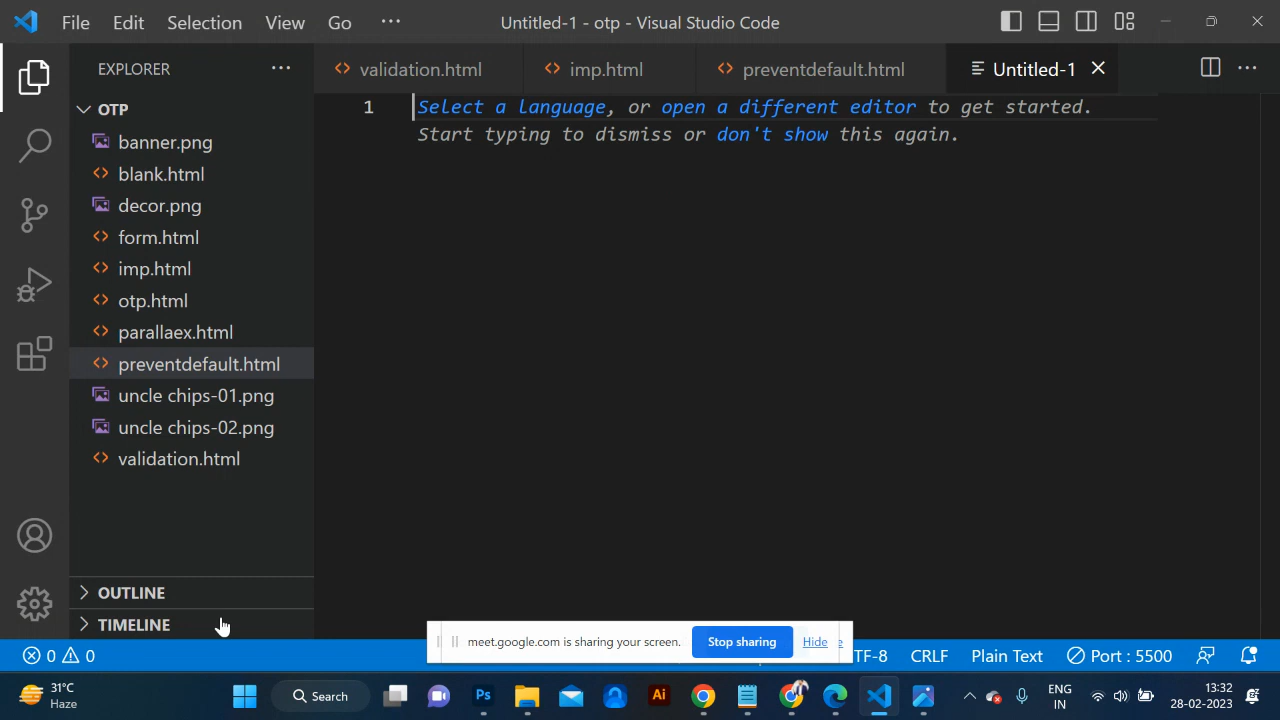 File Edit Selection View Go ··· Untitled-1 - otp - Visual Studio Code
EXPLORER ··· validation.html imp.html preventdefault.html Untitled-1 ···
OTP
banner.png
blank.html
decor.png
form.html
imp.html
otp.html
parallaex.html
preventdefault.html
uncle chips-01.png
uncle chips-02.png
validation.html
OUTLINE
TIMELINE
1 Select a language, or open a different editor to get started.
Start typing to dismiss or don't show this again.
meet.google.com is sharing your screen. Stop sharing Hide
0 0 TF-8 CRLF Plain Text Port : 5500
31°C
Haze
Search
Ps
Ai
ENG
IN
13:32
28-02-2023